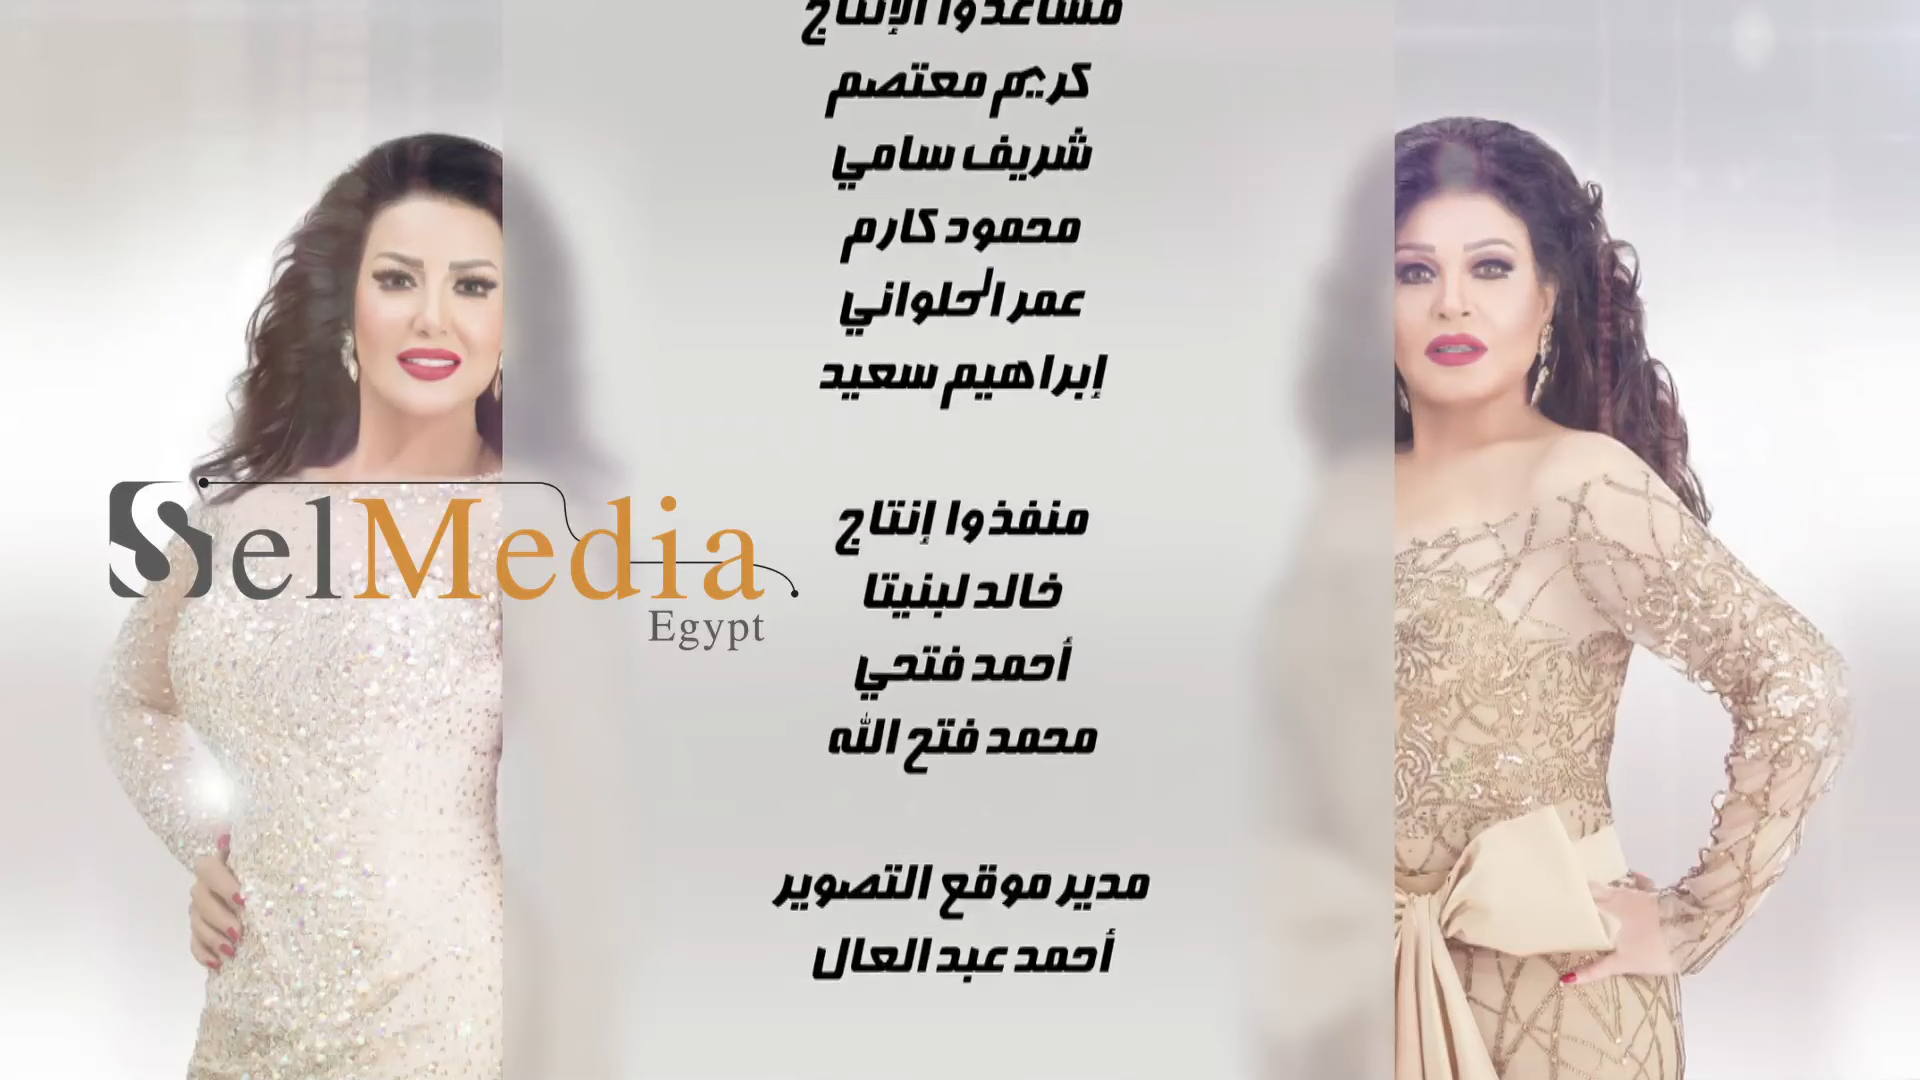 مساعدوا الإنتاج
كريم معتصم
شريف سامي
محمود كارم
عمر الحلواني
إبراهيم سعيد
SelMedia
Egypt
منفذوا إنتاج
خالد لبنيتا
أحمد فتحي
محمد فتح الله
مدير موقع التصوير
أحمد عبد العال